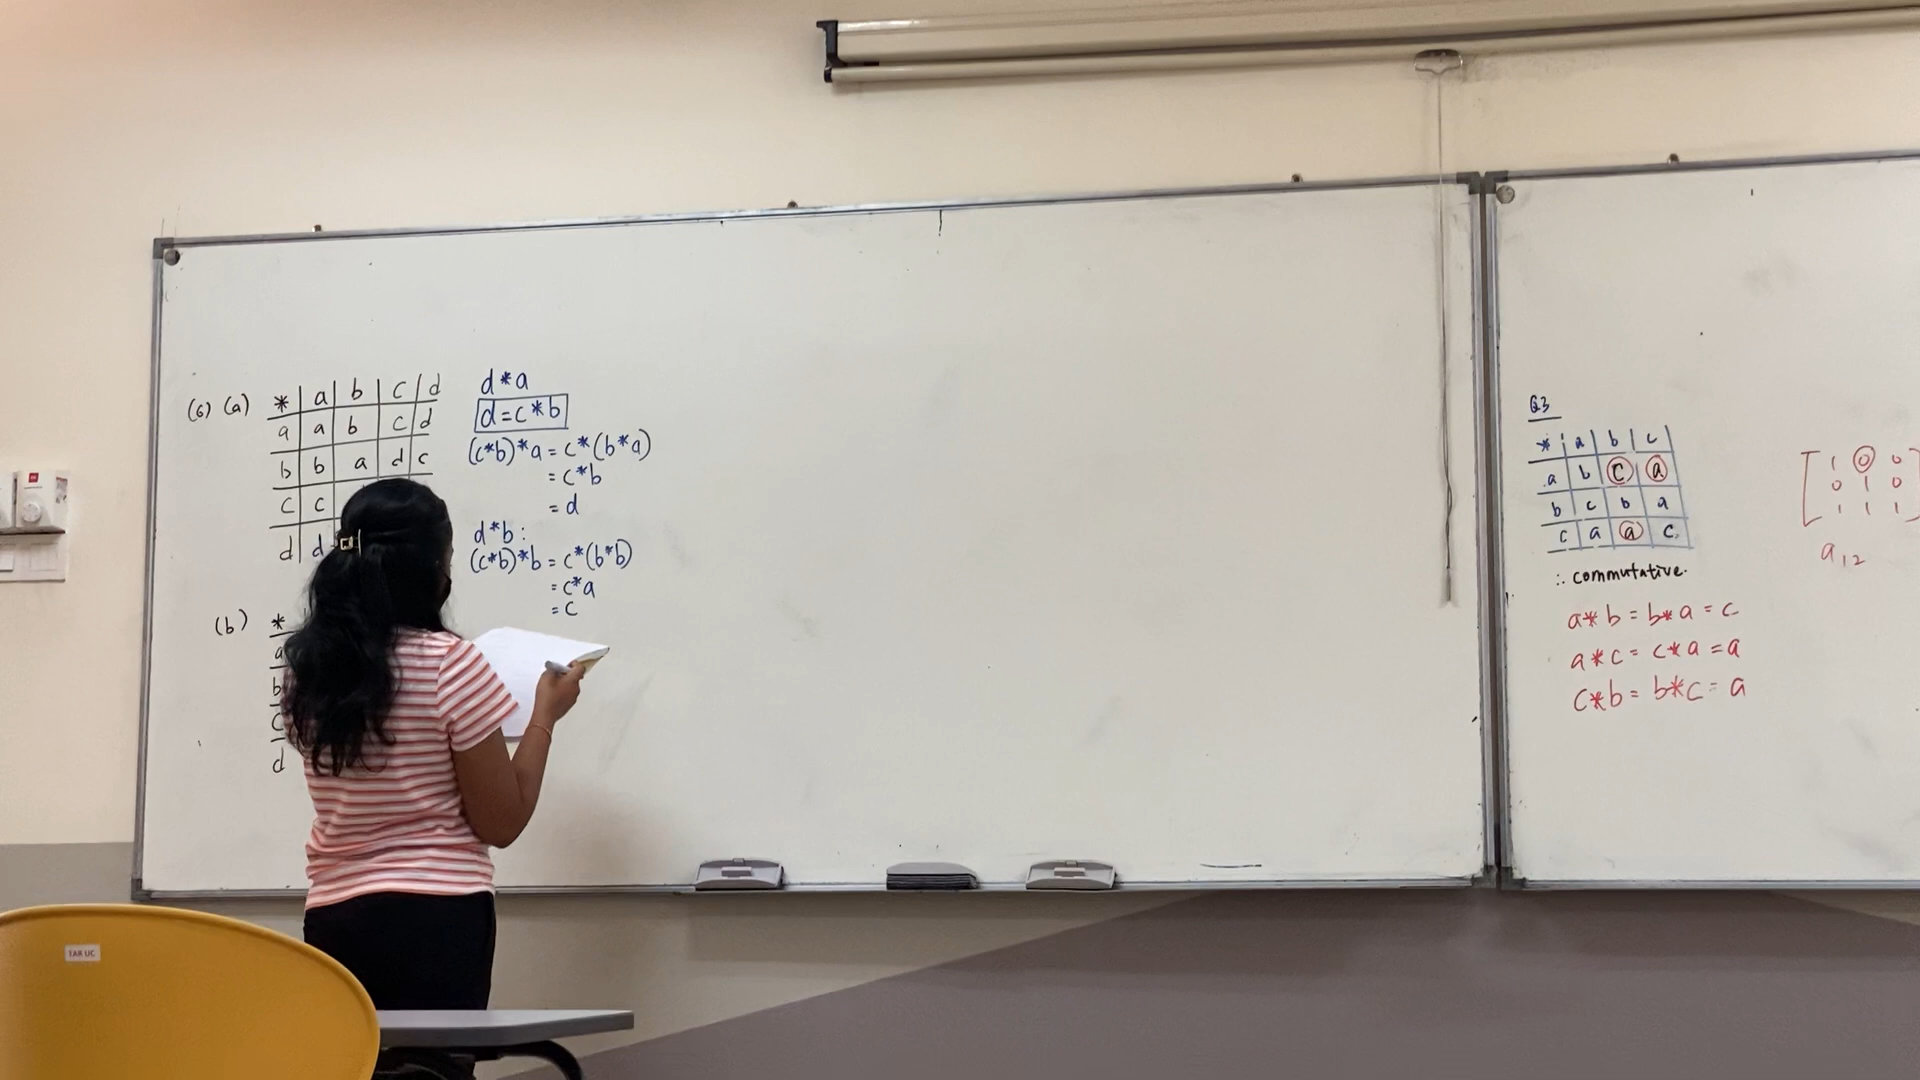 (6) (a)
* a b c d
a a b c d
b b a d c
c c
d d
d*a
d=c*b
(c*b)*a = c*(b*a)
= c*b
= d
d*b:
(c*b)*b = c*(b*b)
= c*a
= c
(b) *
a
b
c
d
Q3
* a b c
a b c a
b c b a
c a a c
∴ commutative.
a*b = b*a = c
a*c = c*a = a
c*b = b*c = a
1 0 0
0 1 0
1 1 1
a12
TAR UC